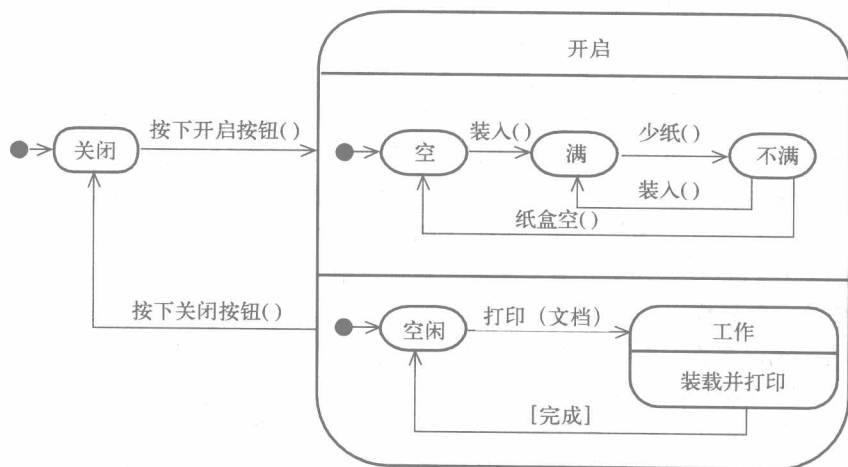 开启
按下开启按钮()
关闭
空
装入()
满
少纸()
不满
装入()
纸盒空()
按下关闭按钮()
空闲
打印（文档）
工作
装载并打印
[完成]